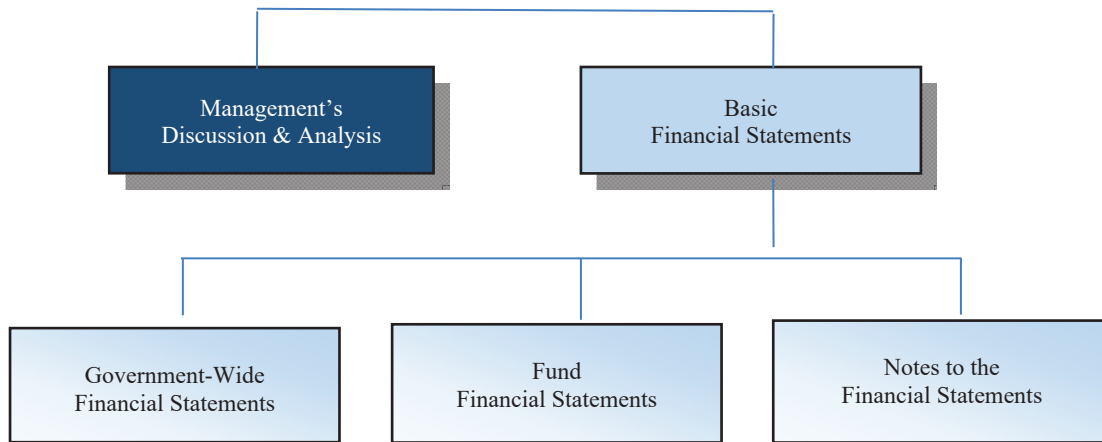 Management’s
Discussion & Analysis
Basic
Financial Statements
Government-Wide
Financial Statements
Fund
Financial Statements
Notes to the
Financial Statements